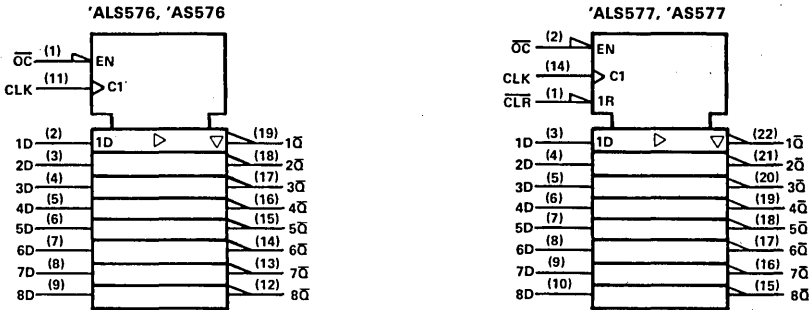 'ALS576, 'AS576
O̅C̅ (1) EN
CLK (11) C1
1D (2) 1D (19) 1Q̅
2D (3) (18) 2Q̅
3D (4) (17) 3Q̅
4D (5) (16) 4Q̅
5D (6) (15) 5Q̅
6D (7) (14) 6Q̅
7D (8) (13) 7Q̅
8D (9) (12) 8Q̅
'ALS577, 'AS577
O̅C̅ (2) EN
CLK (14) C1
C̅L̅R̅ (1) 1R
1D (3) 1D (22) 1Q̅
2D (4) (21) 2Q̅
3D (5) (20) 3Q̅
4D (6) (19) 4Q̅
5D (7) (18) 5Q̅
6D (8) (17) 6Q̅
7D (9) (16) 7Q̅
8D (10) (15) 8Q̅